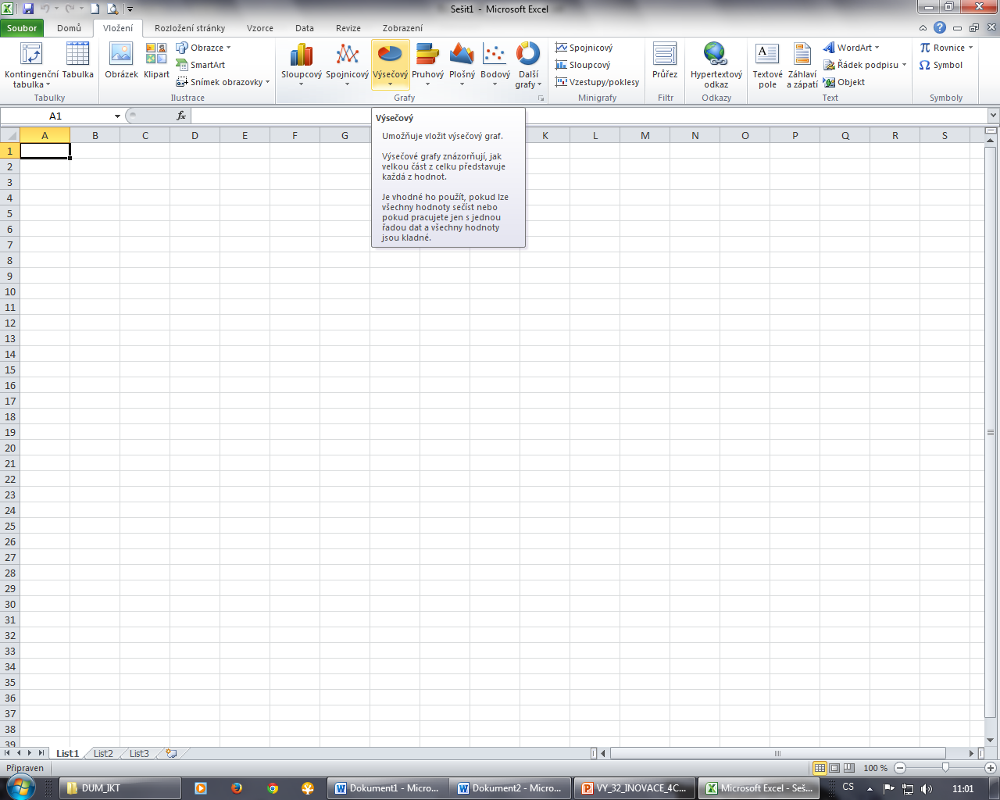 Sešit1 - Microsoft Excel
Soubor Domů Vložení Rozložení stránky Vzorce Data Revize Zobrazení
Kontingenční tabulka
Tabulka
Tabulky
Obrázek
Klipart
Obrazce
SmartArt
Snímek obrazovky
Ilustrace
Sloupcový
Spojnicový
Výsečový
Pruhový
Plošný
Bodový
Další grafy
Grafy
Spojnicový
Sloupcový
Vzestupy/poklesy
Minigrafy
Průřez
Filtr
Hypertextový odkaz
Odkazy
Textové pole
Záhlaví a zápatí
WordArt
Řádek podpisu
Objekt
Text
Rovnice
Symbol
Symboly
A1 fx
Výsečový
Umožňuje vložit výsečový graf.
Výsečové grafy znázorňují, jak
velkou část z celku představuje
každá z hodnot.
Je vhodné ho použít, pokud lze
všechny hodnoty sečíst nebo
pokud pracujete jen s jednou
řadou dat a všechny hodnoty
jsou kladné.
A B C D E F G K L M N O P Q R S
1
2
3
4
5
6
7
8
9
10
11
12
13
14
15
16
17
18
19
20
21
22
23
24
25
26
27
28
29
30
31
32
33
34
35
36
37
38
39
List1 List2 List3
Připraven 100 %
DUM_IKT Dokument1 - Micro... Dokument2 - Micro... VY_32_INOVACE_4C... Microsoft Excel - Seš... CS 11:01